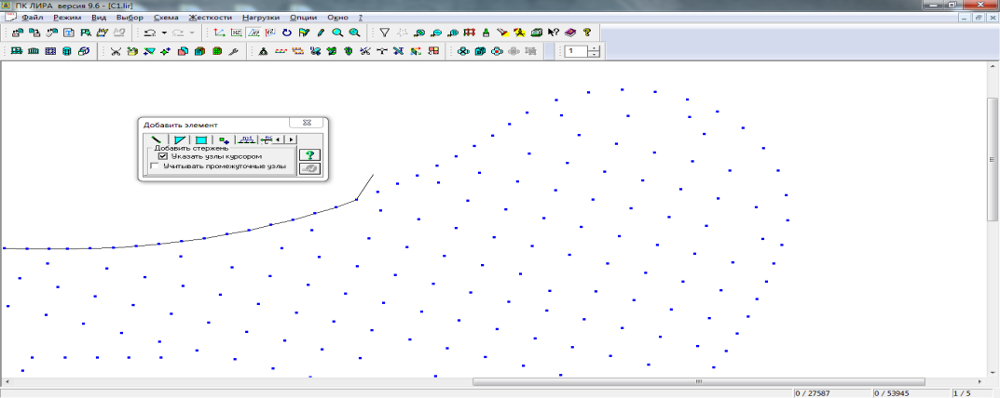 ПК ЛИРА версия 9.6 - [C1.lir]
Файл Режим Вид Выбор Схема Жесткости Нагрузки Опции Окно ?
1
Добавить элемент
Добавить стержень
Указать узлы курсором
Учитывать промежуточные узлы
0 / 27587 0 / 53945 1 / 5